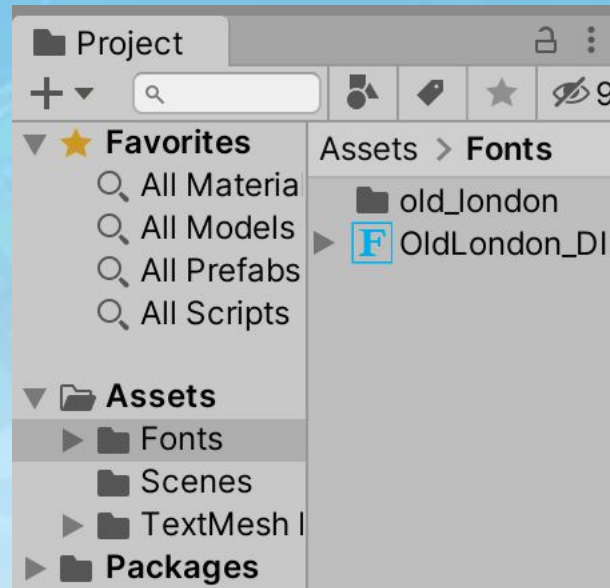 Project
9
Favorites
All Materia
All Models
All Prefabs
All Scripts
Assets
Fonts
Scenes
TextMesh
Packages
Assets > Fonts
old_london
F OldLondon_DI